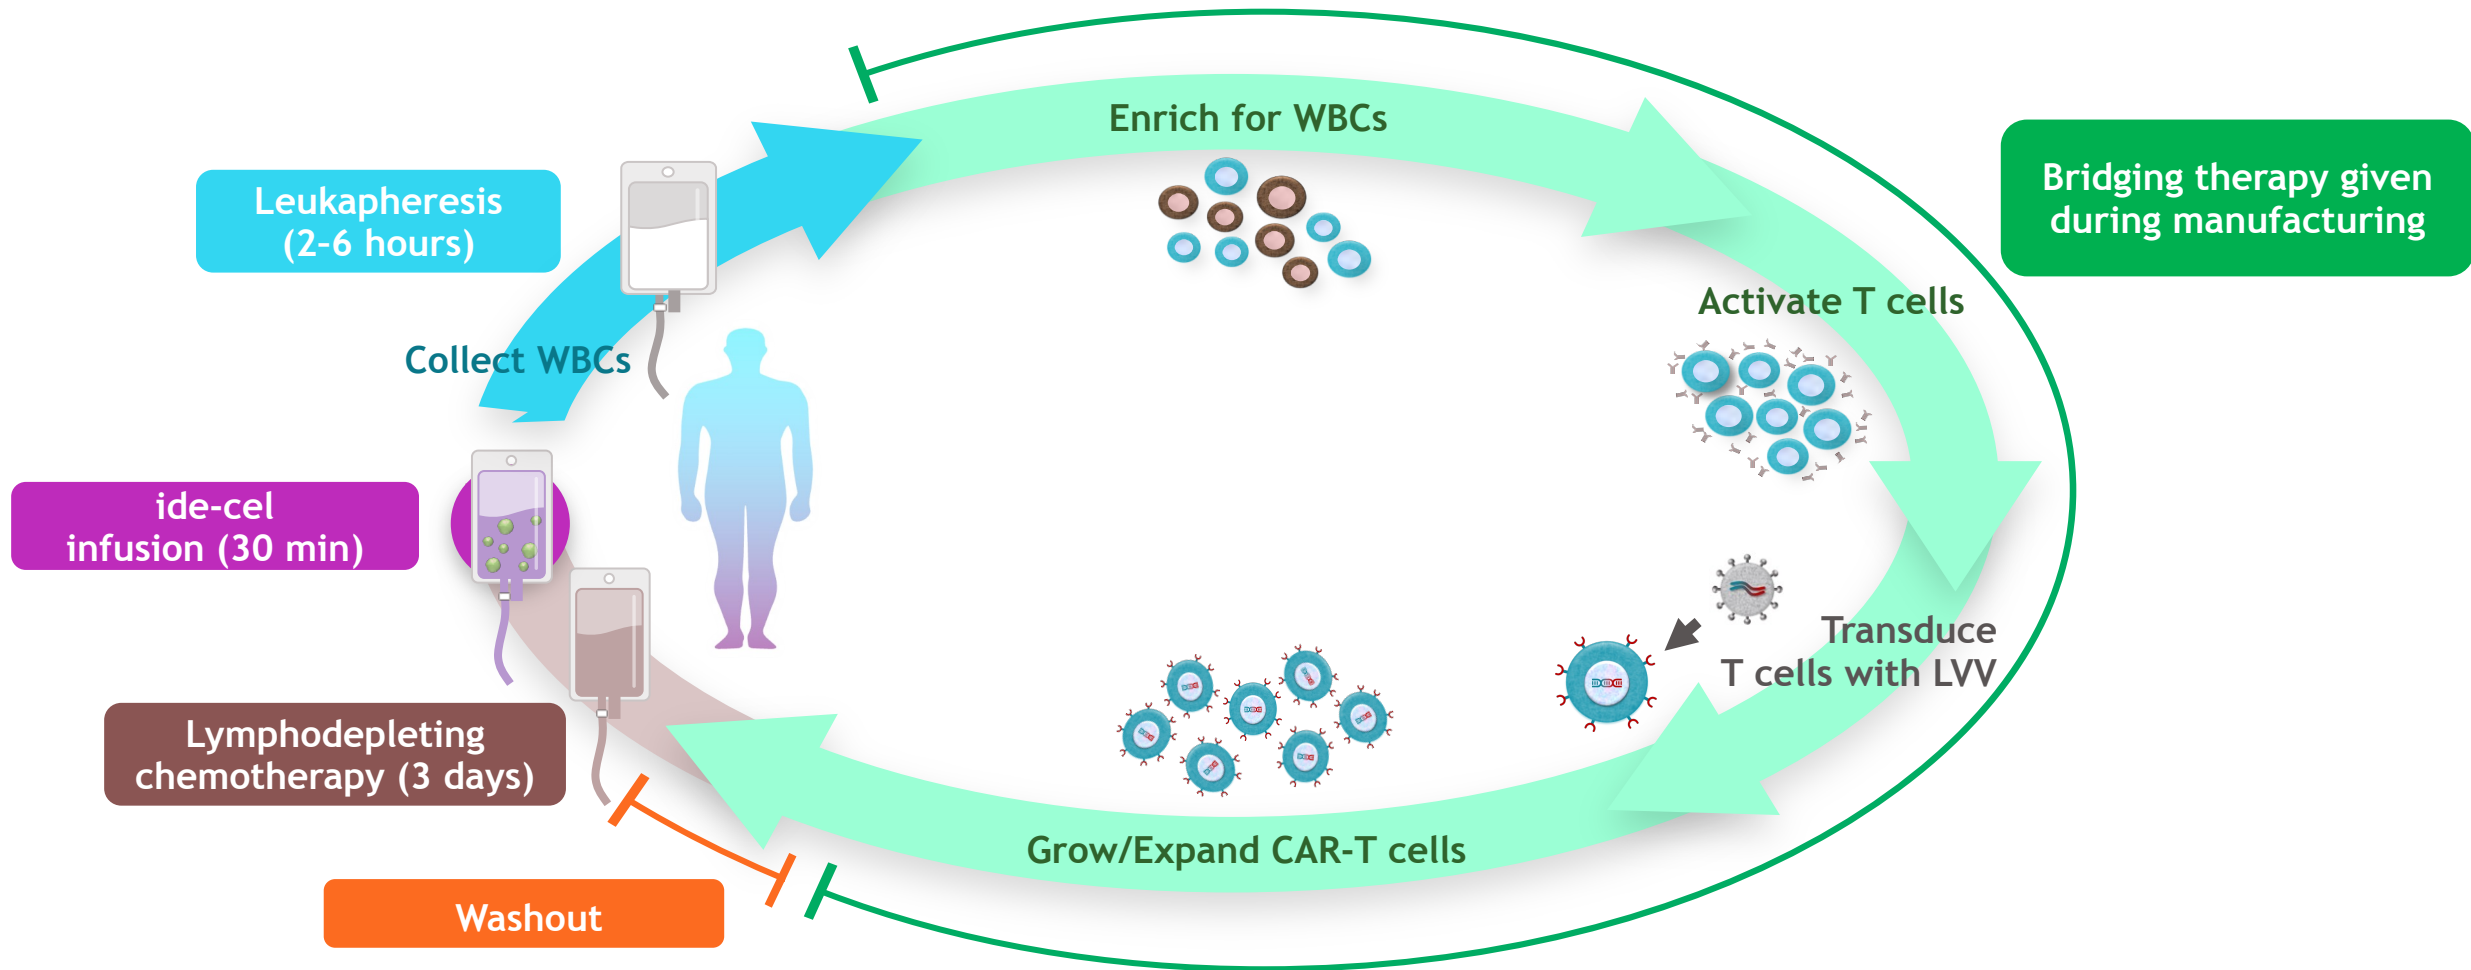 Enrich for WBCs
Leukapheresis
(2–6 hours)
Bridging therapy given
during manufacturing
Collect WBCs
Activate T cells
ide-cel
infusion (30 min)
Transduce
T cells with LVV
Lymphodepleting
chemotherapy (3 days)
Grow/Expand CAR-T cells
Washout